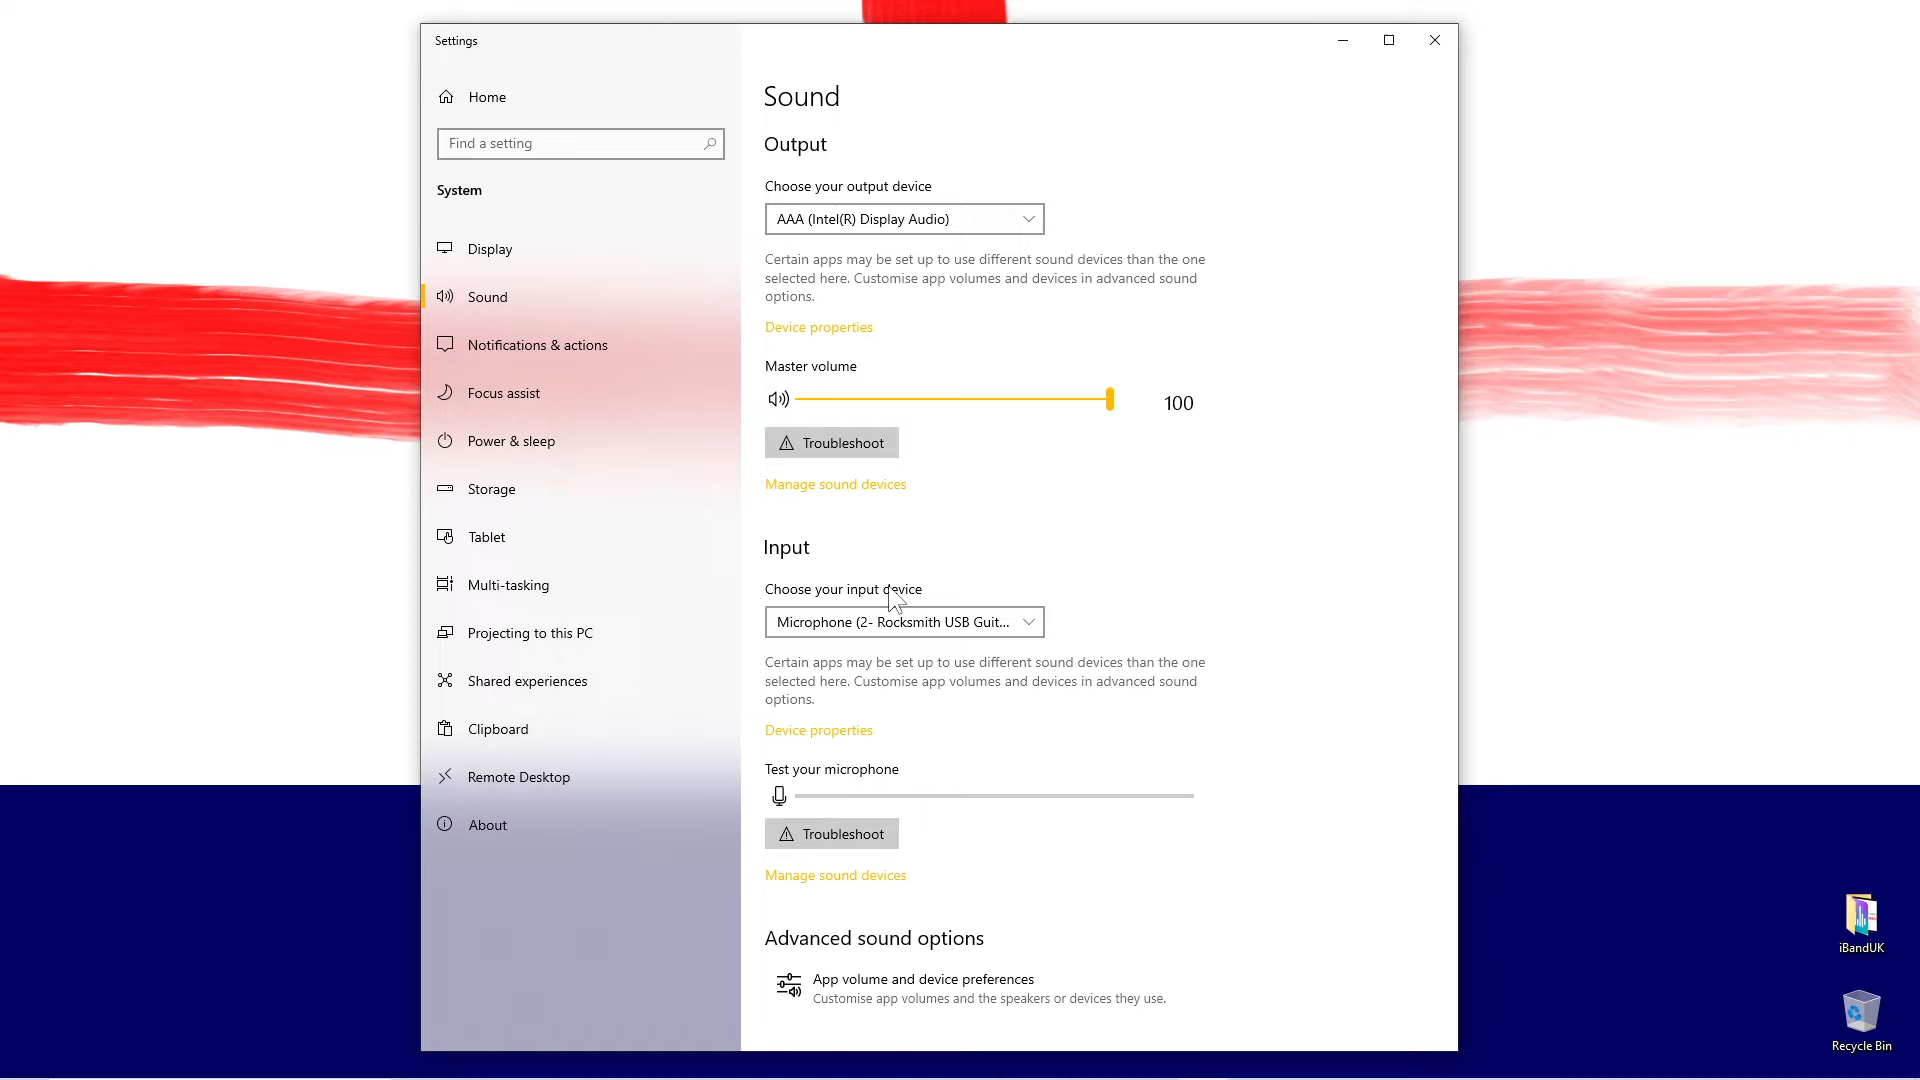 Settings
Home
Find a setting
System
Display
Sound
Notifications & actions
Focus assist
Power & sleep
Storage
Tablet
Multi-tasking
Projecting to this PC
Shared experiences
Clipboard
Remote Desktop
About
Sound
Output
Choose your output device
AAA (Intel(R) Display Audio)
Certain apps may be set up to use different sound devices than the one
selected here. Customise app volumes and devices in advanced sound
options.
Device properties
Master volume
100
Troubleshoot
Manage sound devices
Input
Choose your input device
Microphone (2- Rocksmith USB Guit...
Certain apps may be set up to use different sound devices than the one
selected here. Customise app volumes and devices in advanced sound
options.
Device properties
Test your microphone
Troubleshoot
Manage sound devices
Advanced sound options
App volume and device preferences
Customise app volumes and the speakers or devices they use.
iBandUK
Recycle Bin